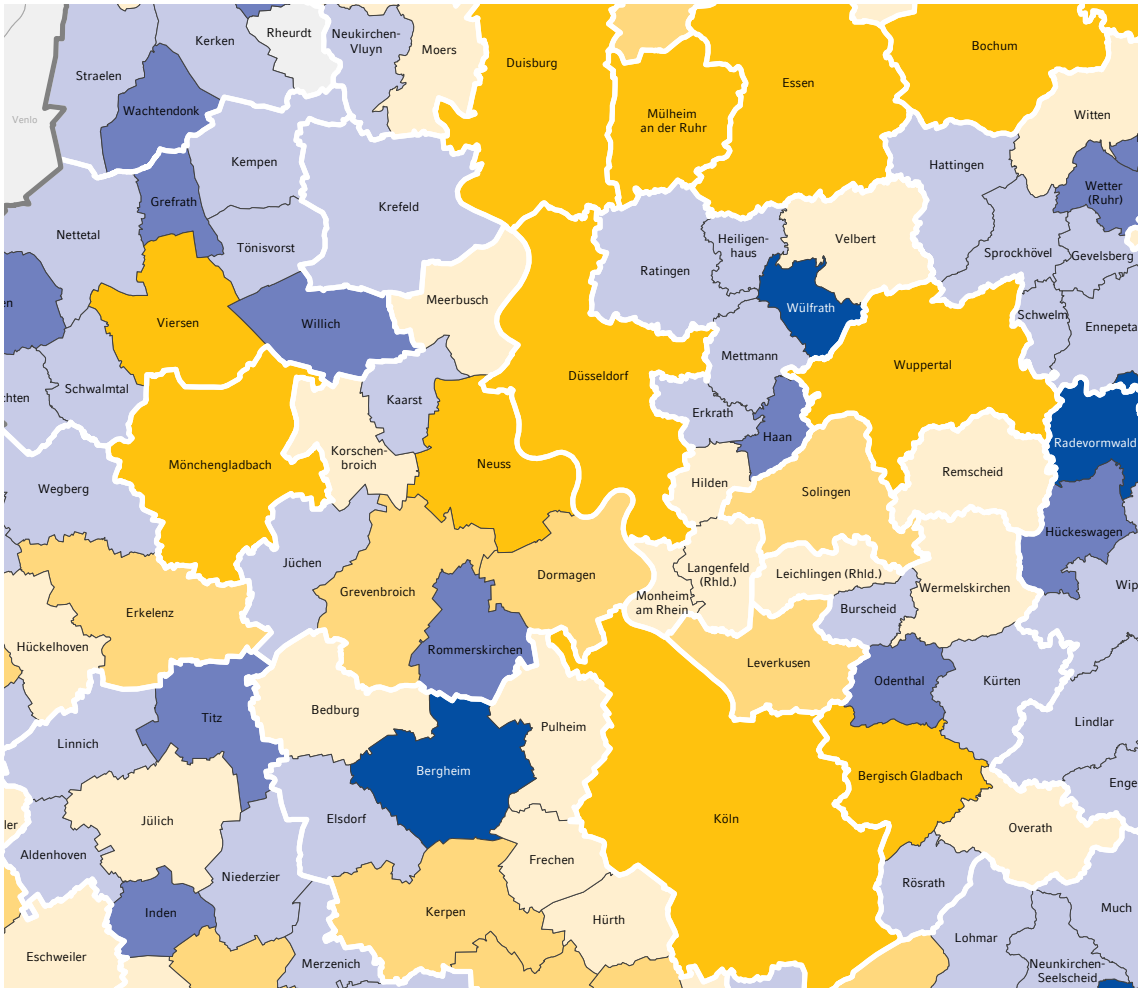 Kerken
Rheurdt
Neukirchen-
Vluyn
Moers
Duisburg
Bochum
Straelen
Essen
Wachtendonk
Venlo
Mülheim
an der Ruhr
Witten
Kempen
Hattingen
Grefrath
Krefeld
Wetter
(Ruhr)
Nettetal
Tönisvorst
Heiligen-
haus
Velbert
Sprockhövel
Gevelsberg
Ratingen
en
Meerbusch
Viersen
Willich
Wülfrath
Schwelm
Ennepeta
Mettmann
Wuppertal
Düsseldorf
Schwalmtal
chten
Kaarst
Erkrath
Haan
Radevormwald
Korschen-
broich
Mönchengladbach
Neuss
Remscheid
Wegberg
Hilden
Solingen
Hückeswagen
Jüchen
Langenfeld
(Rhld.)
Leichlingen (Rhld.)
Dormagen
Grevenbroich
Monheim
am Rhein
Wermelskirchen
Wip
Erkelenz
Burscheid
Hückelhoven
Rommerskirchen
Leverkusen
Odenthal
Kürten
Titz
Bedburg
Lindlar
Pulheim
Linnich
Bergheim
Bergisch Gladbach
Enge
Elsdorf
Köln
Jülich
ler
Overath
Aldenhoven
Frechen
Niederzier
Rösrath
Inden
Kerpen
Hürth
Much
Lohmar
Eschweiler
Merzenich
Neunkirchen-
Seelscheid